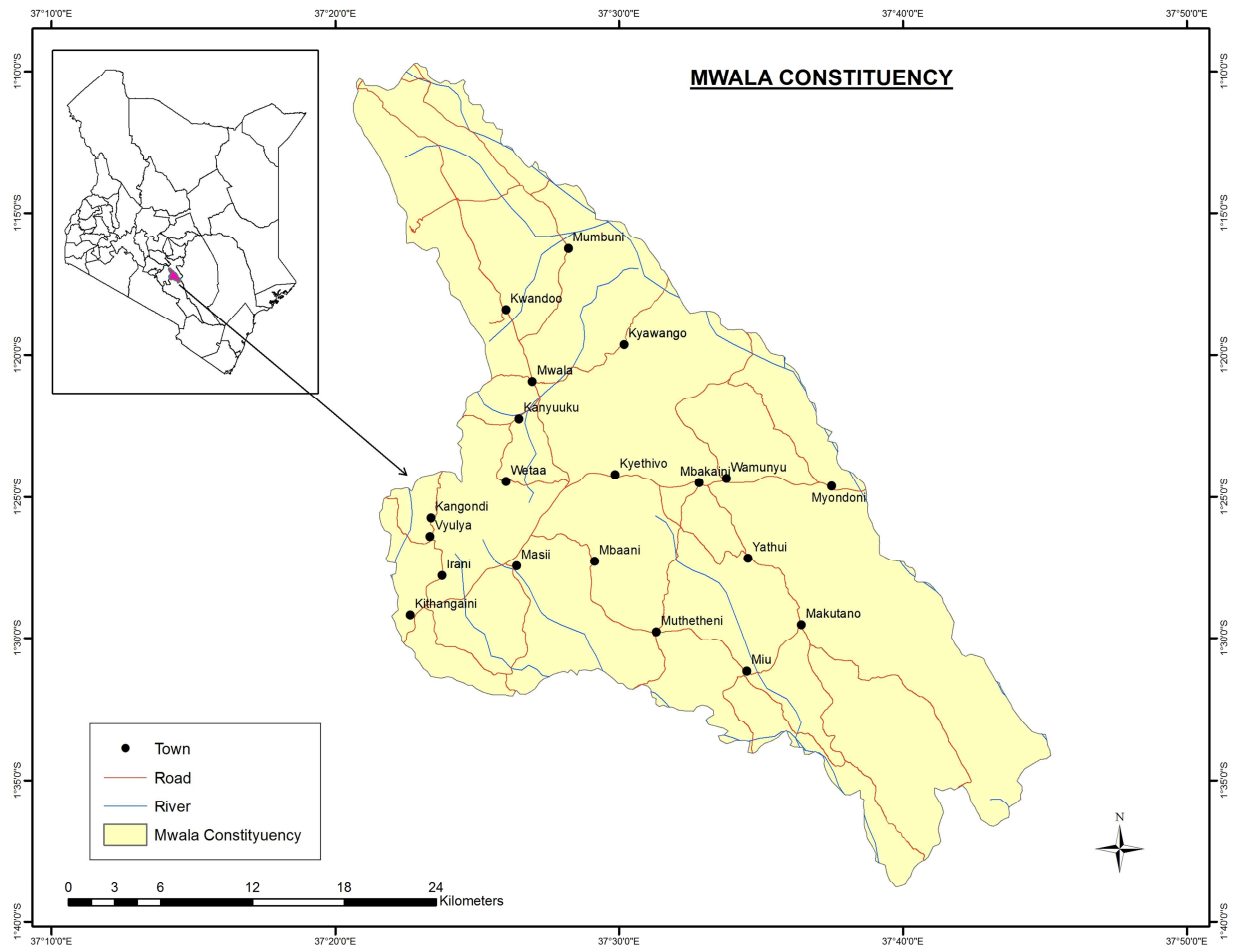 37°10'0"E
37°20'0"E
37°30'0"E
37°40'0"E
37°50'0"E
MWALA CONSTITUENCY
1°10'0"S
1°10'0"S
1°15'0"S
1°15'0"S
Mumbuni
Kwandoo
Kyawango
1°20'0"S
1°20'0"S
Mwala
Kanyuuku
Kyethivo
Wetaa
Mbakaini
Wamunyu
Myondoni
1°25'0"S
1°25'0"S
Kangondi
Vyulya
Masii
Mbaani
Yathui
Irani
Kithangaini
Muthetheni
Makutano
1°30'0"S
1°30'0"S
Miu
Town
Road
River
Mwala Constityuency
1°35'0"S
1°35'0"S
N
0 3 6 12 18 24
Kilometers
1°40'0"S
1°40'0"S
37°10'0"E
37°20'0"E
37°30'0"E
37°40'0"E
37°50'0"E